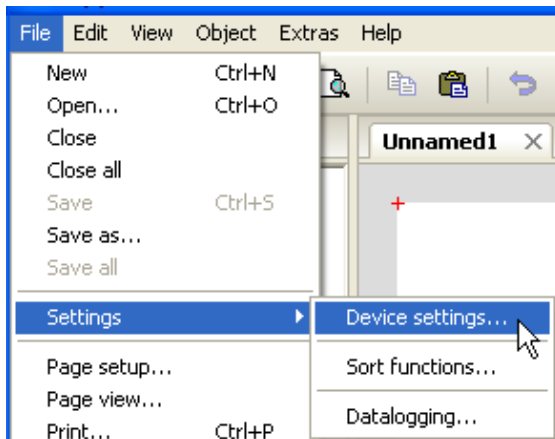 File Edit View Object Extras Help
New Ctrl+N
Open... Ctrl+O
Close
Close all
Save Ctrl+S
Save as...
Save all
Settings
Page setup...
Page view...
Print... Ctrl+P
Unnamed1
Device settings...
Sort functions...
Datalogging...